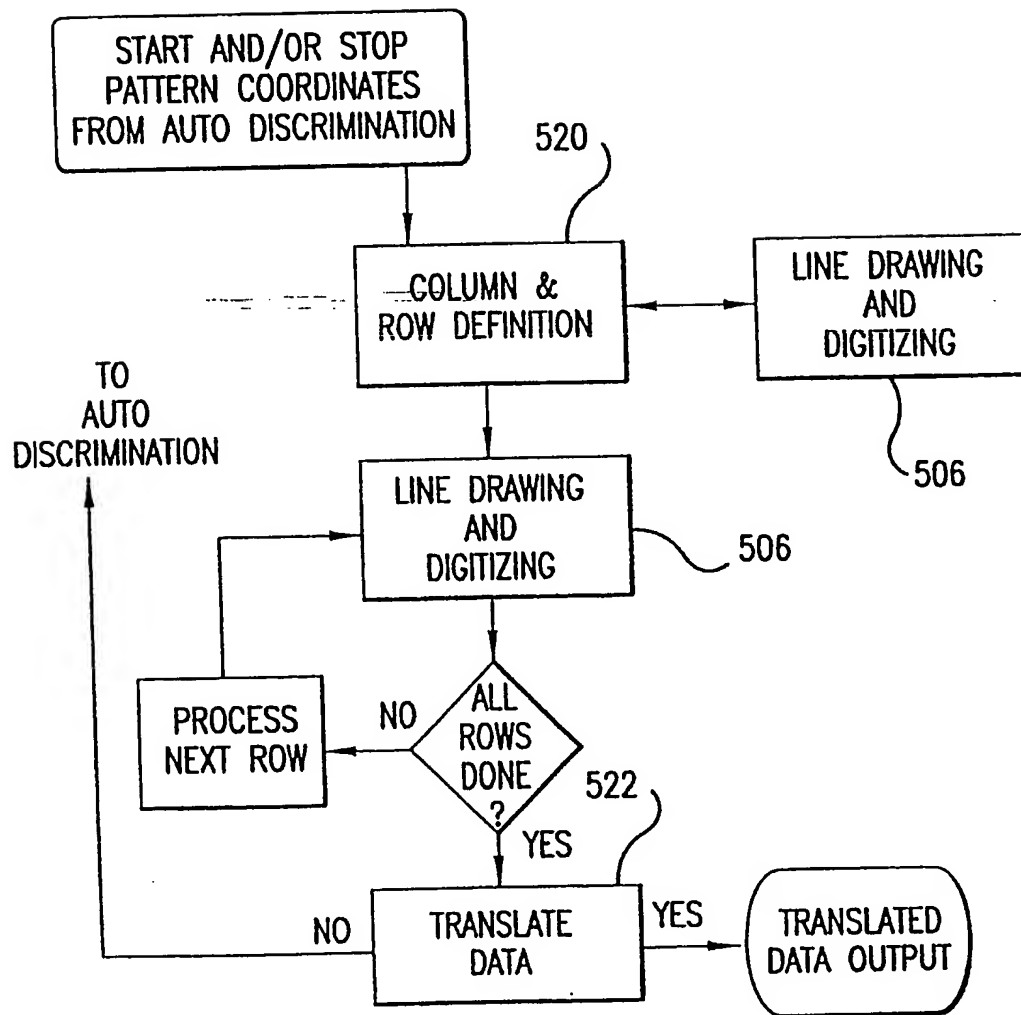 START AND/OR STOP
PATTERN COORDINATES
FROM AUTO DISCRIMINATION
520
COLUMN &
ROW DEFINITION
LINE DRAWING
AND
DIGITIZING
506
TO
AUTO
DISCRIMINATION
LINE DRAWING
AND
DIGITIZING
506
PROCESS
NEXT ROW
NO
ALL
ROWS
DONE
?
YES
522
NO
TRANSLATE
DATA
YES
TRANSLATED
DATA OUTPUT